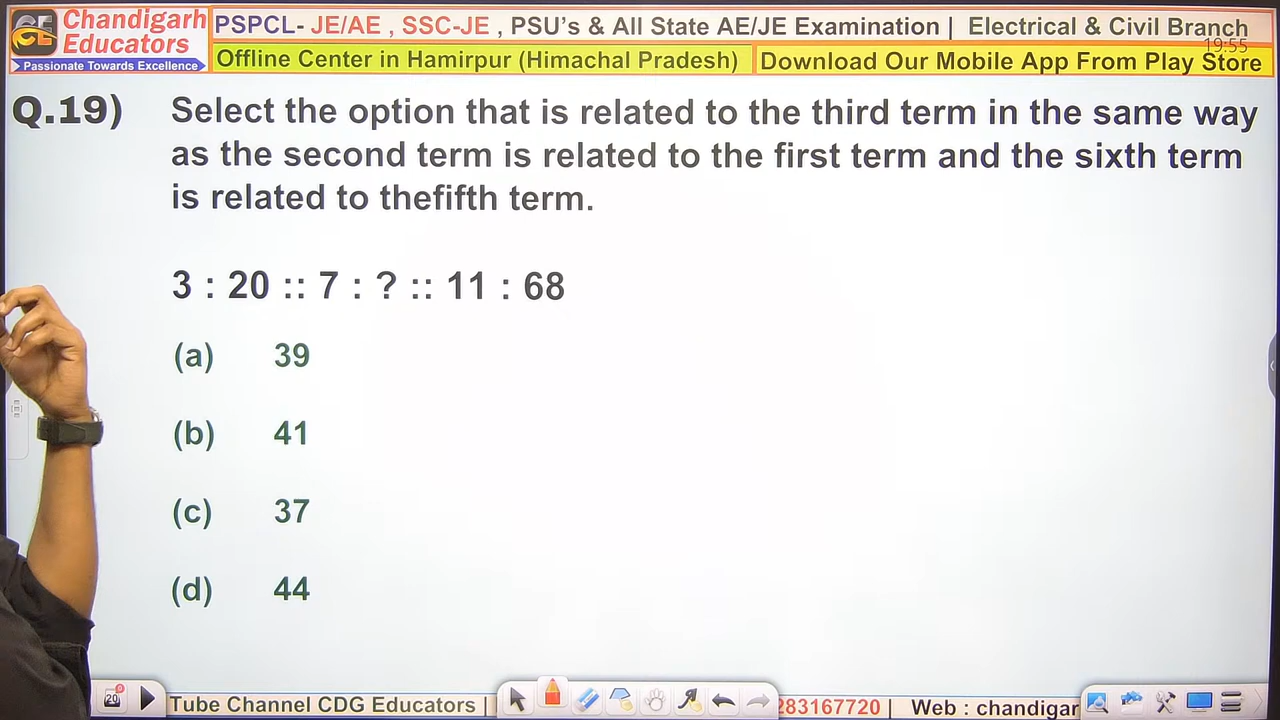 Chandigarh
Educators
Passionate Towards Excellence
PSPCL- JE/AE , SSC-JE , PSU's & All State AE/JE Examination | Electrical & Civil Branch
19:55
Offline Center in Hamirpur (Himachal Pradesh)
Download Our Mobile App From Play Store
Q.19) Select the option that is related to the third term in the same way
as the second term is related to the first term and the sixth term
is related to thefifth term.
3 : 20 :: 7 : ? :: 11 : 68
(a) 39
(b) 41
(c) 37
(d) 44
20
Tube Channel CDG Educators |
283167720 | Web : chandigar